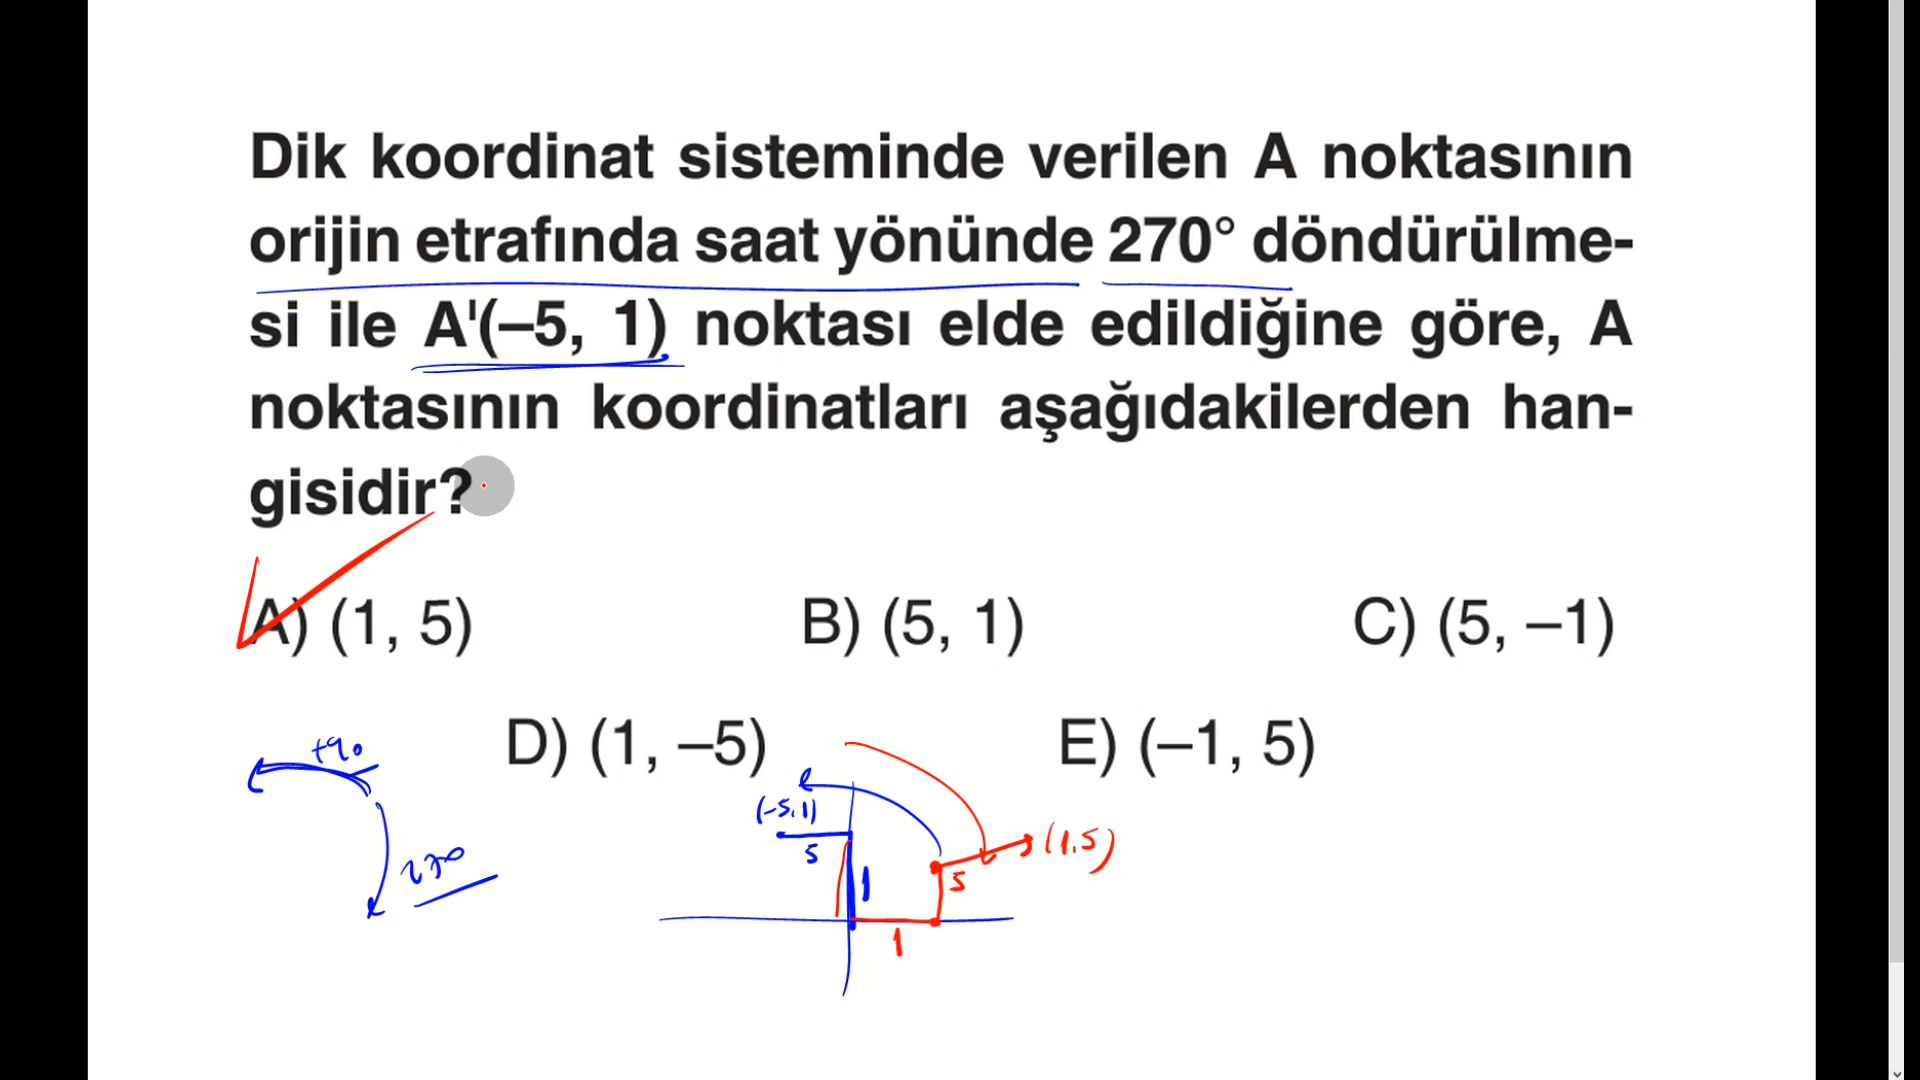 Dik koordinat sisteminde verilen A noktasının
orijin etrafında saat yönünde 270° döndürülme-
si ile A'(–5, 1) noktası elde edildiğine göre, A
noktasının koordinatları aşağıdakilerden han-
gisidir?
A) (1, 5) B) (5, 1) C) (5, –1)
D) (1, –5) E) (–1, 5)
+90
270
(-5,1)
5
1
5
(1,5)
1